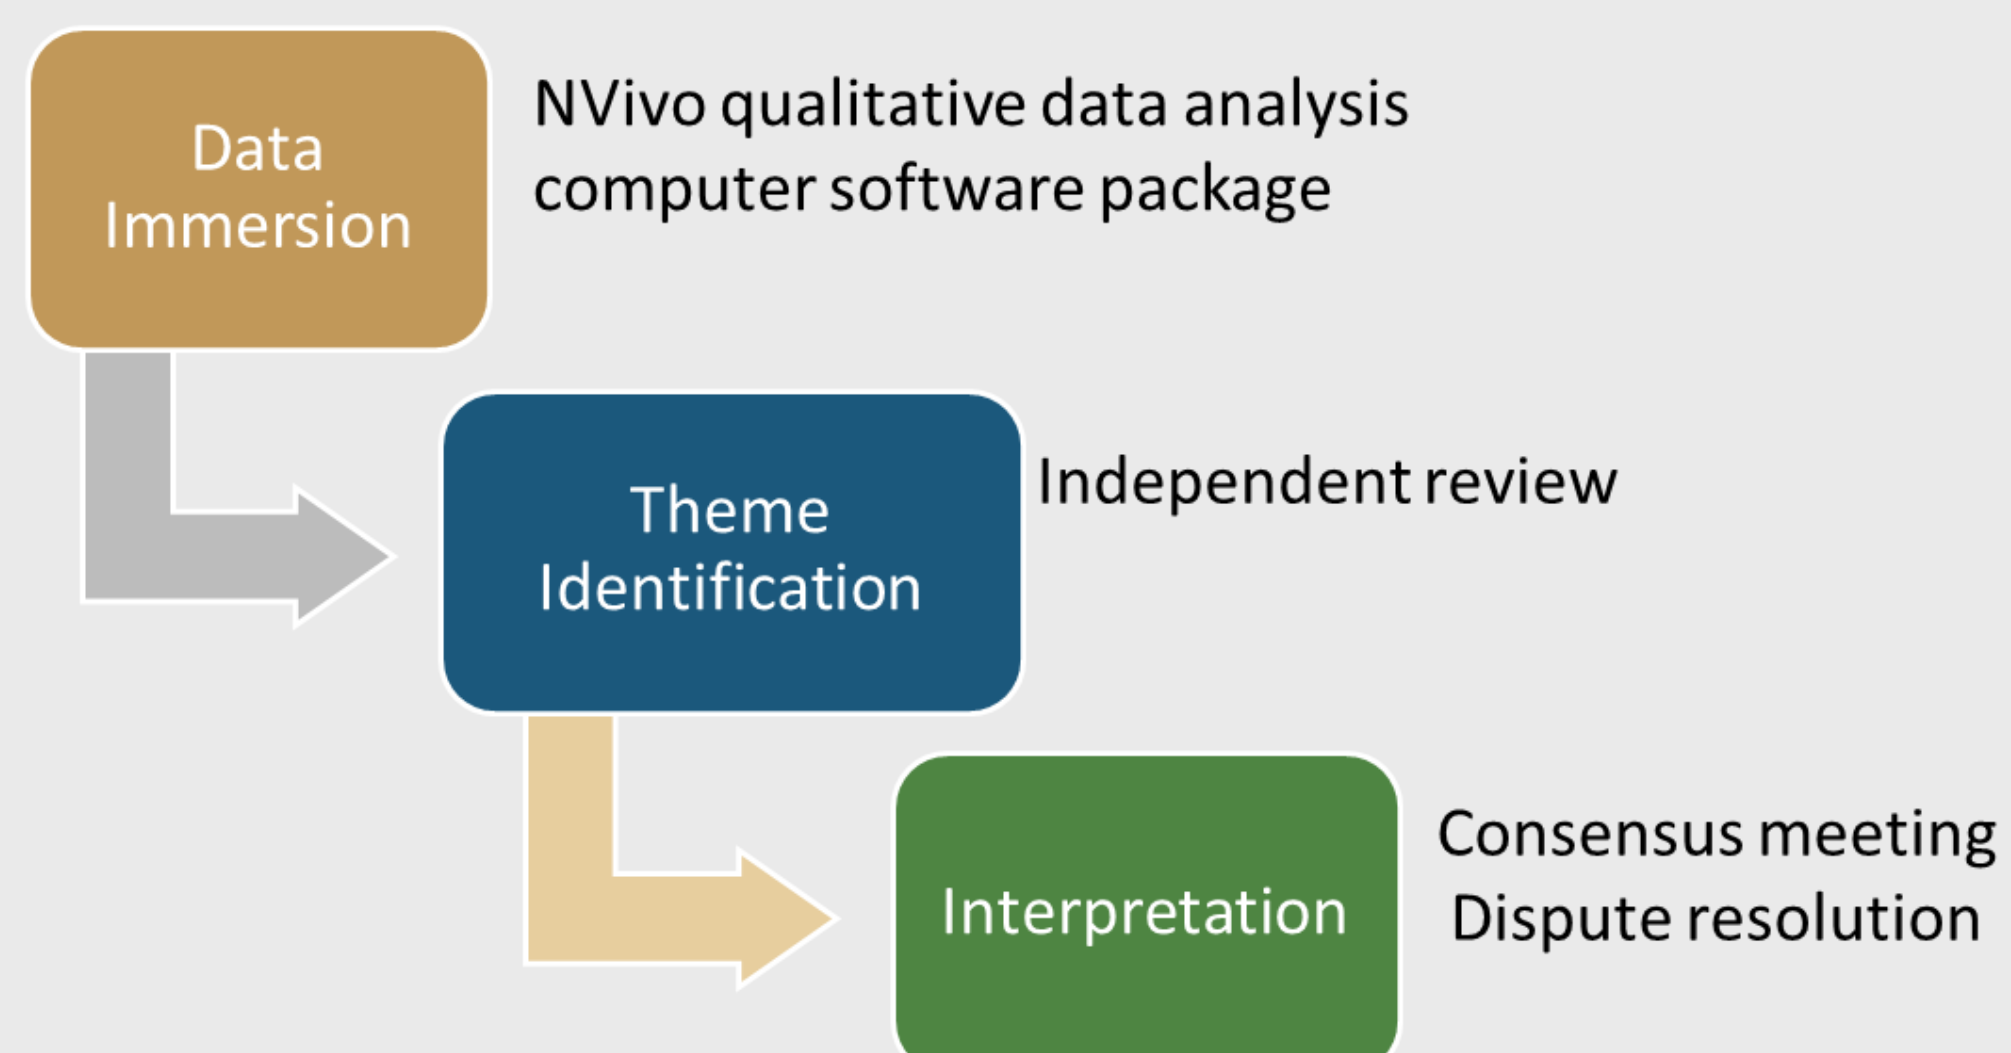 Data
Immersion
NVivo qualitative data analysis
computer software package
Theme
Identification
Independent review
Interpretation
Consensus meeting
Dispute resolution